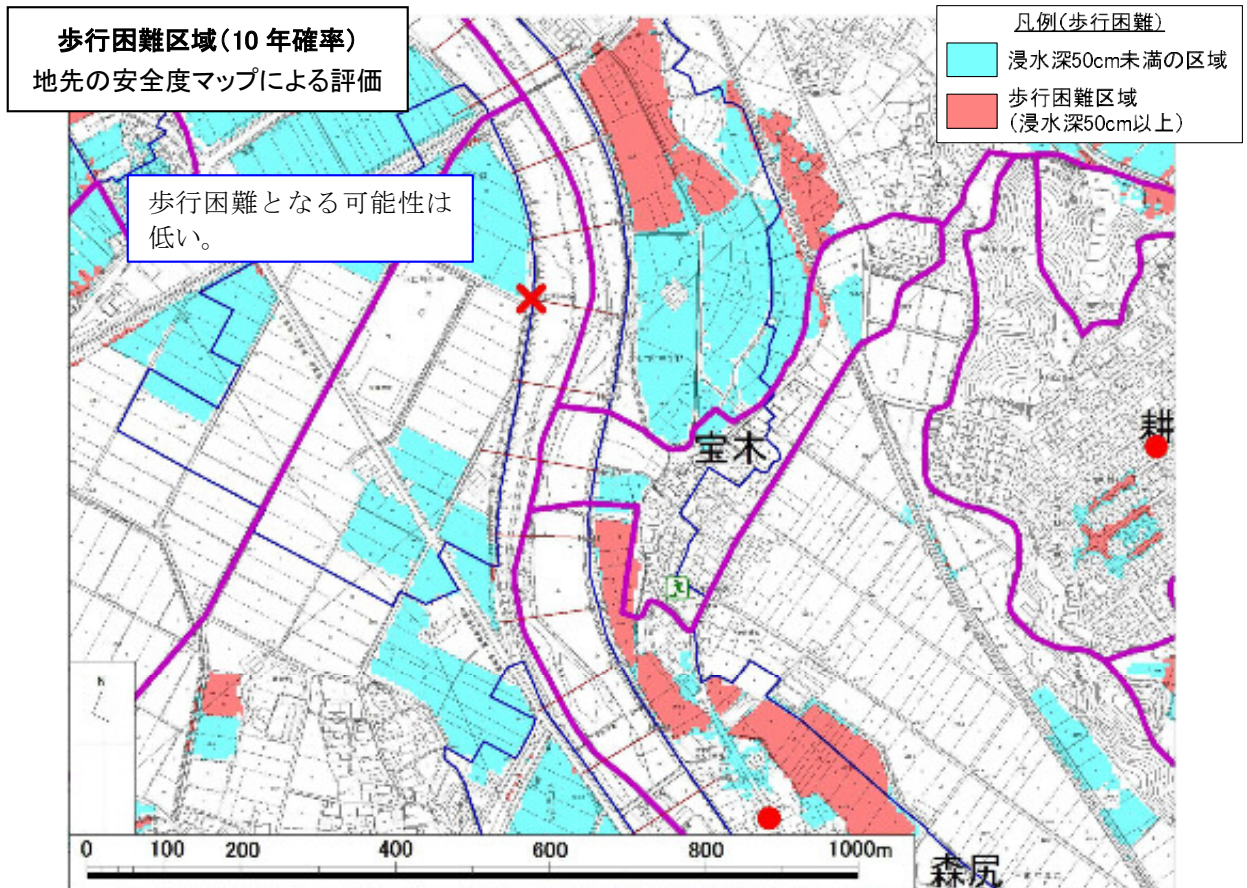 歩行困難区域(10年確率)
地先の安全度マップによる評価
凡例(歩行困難)
浸水深50cm未満の区域
歩行困難区域
(浸水深50cm以上)
歩行困難となる可能性は
低い。
耕
宝木
N
0 100 200 400 600 800 1000m
森尻